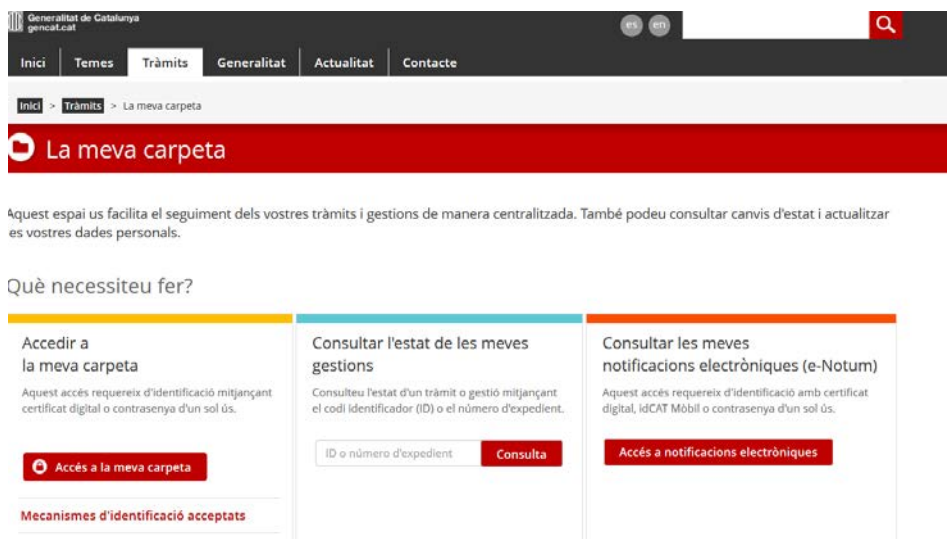 Generalitat de Catalunya
gencat.cat
es en
Inici Temes Tràmits Generalitat Actualitat Contacte
Inici > Tràmits > La meva carpeta
La meva carpeta
Aquest espai us facilita el seguiment dels vostres tràmits i gestions de manera centralitzada. També podeu consultar canvis d'estat i actualitzar
es vostres dades personals.
Què necessiteu fer?
Accedir a
la meva carpeta
Aquest accés requereix d'identificació mitjançant
certificat digital o contrasenya d'un sol ús.
Accés a la meva carpeta
Mecanismes d'identificació acceptats
Consultar l'estat de les meves
gestions
Consulteu l'estat d'un tràmit o gestió mitjançant
el codi identificador (ID) o el número d'expedient.
ID o número d'expedient Consulta
Consultar les meves
notificacions electròniques (e-Notum)
Aquest accés requereix d'identificació amb certificat
digital, idCAT Mòbil o contrasenya d'un sol ús.
Accés a notificacions electròniques